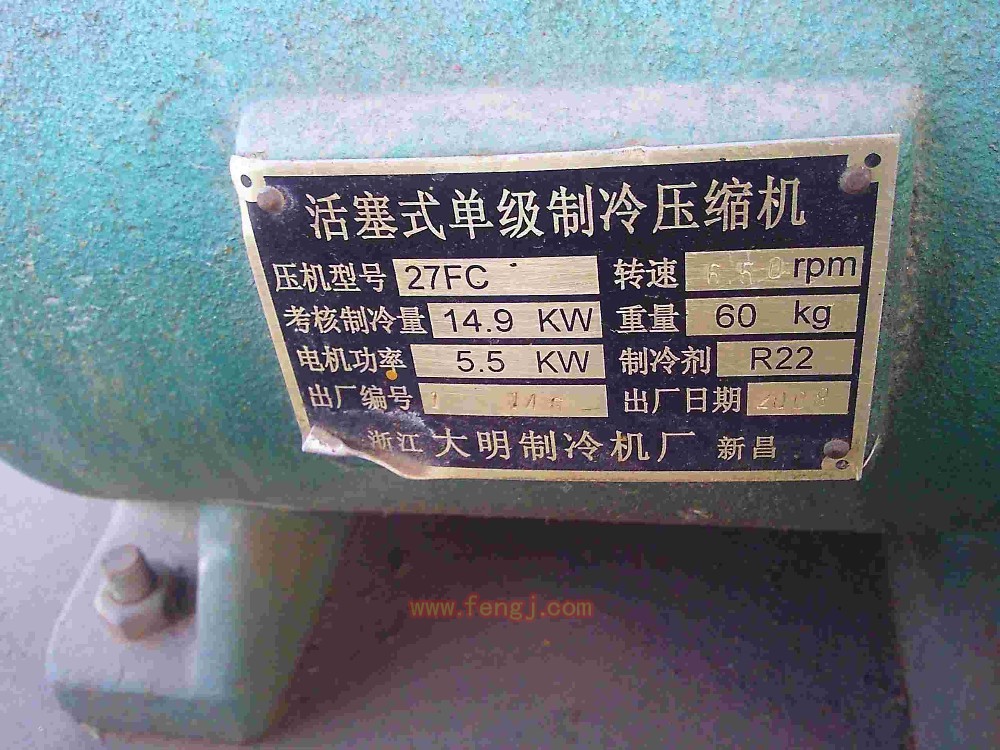 活塞式单级制冷压缩机
压机型号 27FC 转速 650 rpm
考核制冷量 14.9 KW 重量 60 kg
电机功率 5.5 KW 制冷剂 R22
出厂编号 出厂日期
浙江 大明制冷机厂 新昌
www.fengj.com